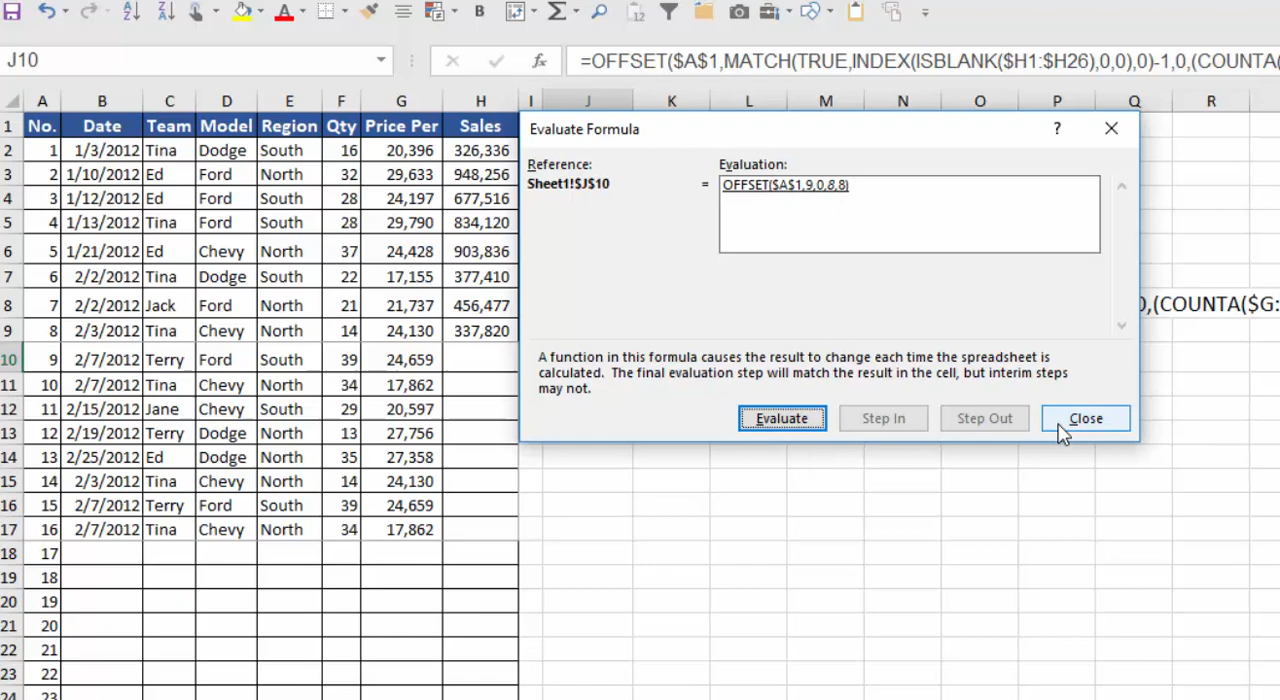 B
12
J10
fx
=OFFSET($A$1,MATCH(TRUE,INDEX(ISBLANK($H1:$H26),0,0),0)-1,0,(COUNTA(
A B C D E F G H I J K L M N O P Q R
1 No. Date Team Model Region Qty Price Per Sales
2 1 1/3/2012 Tina Dodge South 16 20,396 326,336
3 2 1/10/2012 Ed Ford North 32 29,633 948,256
4 3 1/12/2012 Ed Ford South 28 24,197 677,516
5 4 1/13/2012 Tina Ford South 28 29,790 834,120
6 5 1/21/2012 Ed Chevy North 37 24,428 903,836
7 6 2/2/2012 Tina Dodge South 22 17,155 377,410
8 7 2/2/2012 Jack Ford North 21 21,737 456,477
9 8 2/3/2012 Tina Chevy North 14 24,130 337,820
10 9 2/7/2012 Terry Ford South 39 24,659
11 10 2/7/2012 Tina Chevy North 34 17,862
12 11 2/15/2012 Jane Chevy South 29 20,597
13 12 2/19/2012 Terry Dodge North 13 27,756
14 13 2/25/2012 Ed Dodge North 35 27,358
15 14 2/3/2012 Tina Chevy North 14 24,130
16 15 2/7/2012 Terry Ford South 39 24,659
17 16 2/7/2012 Tina Chevy North 34 17,862
18 17
19 18
20 19
21 20
22 21
23 22
24 23
Evaluate Formula ?
Reference: Evaluation:
Sheet1!$J$10 = OFFSET($A$1,9,0,8,8)
0,(COUNTA($G:
A function in this formula causes the result to change each time the spreadsheet is
calculated. The final evaluation step will match the result in the cell, but interim steps
may not.
Evaluate Step In Step Out Close